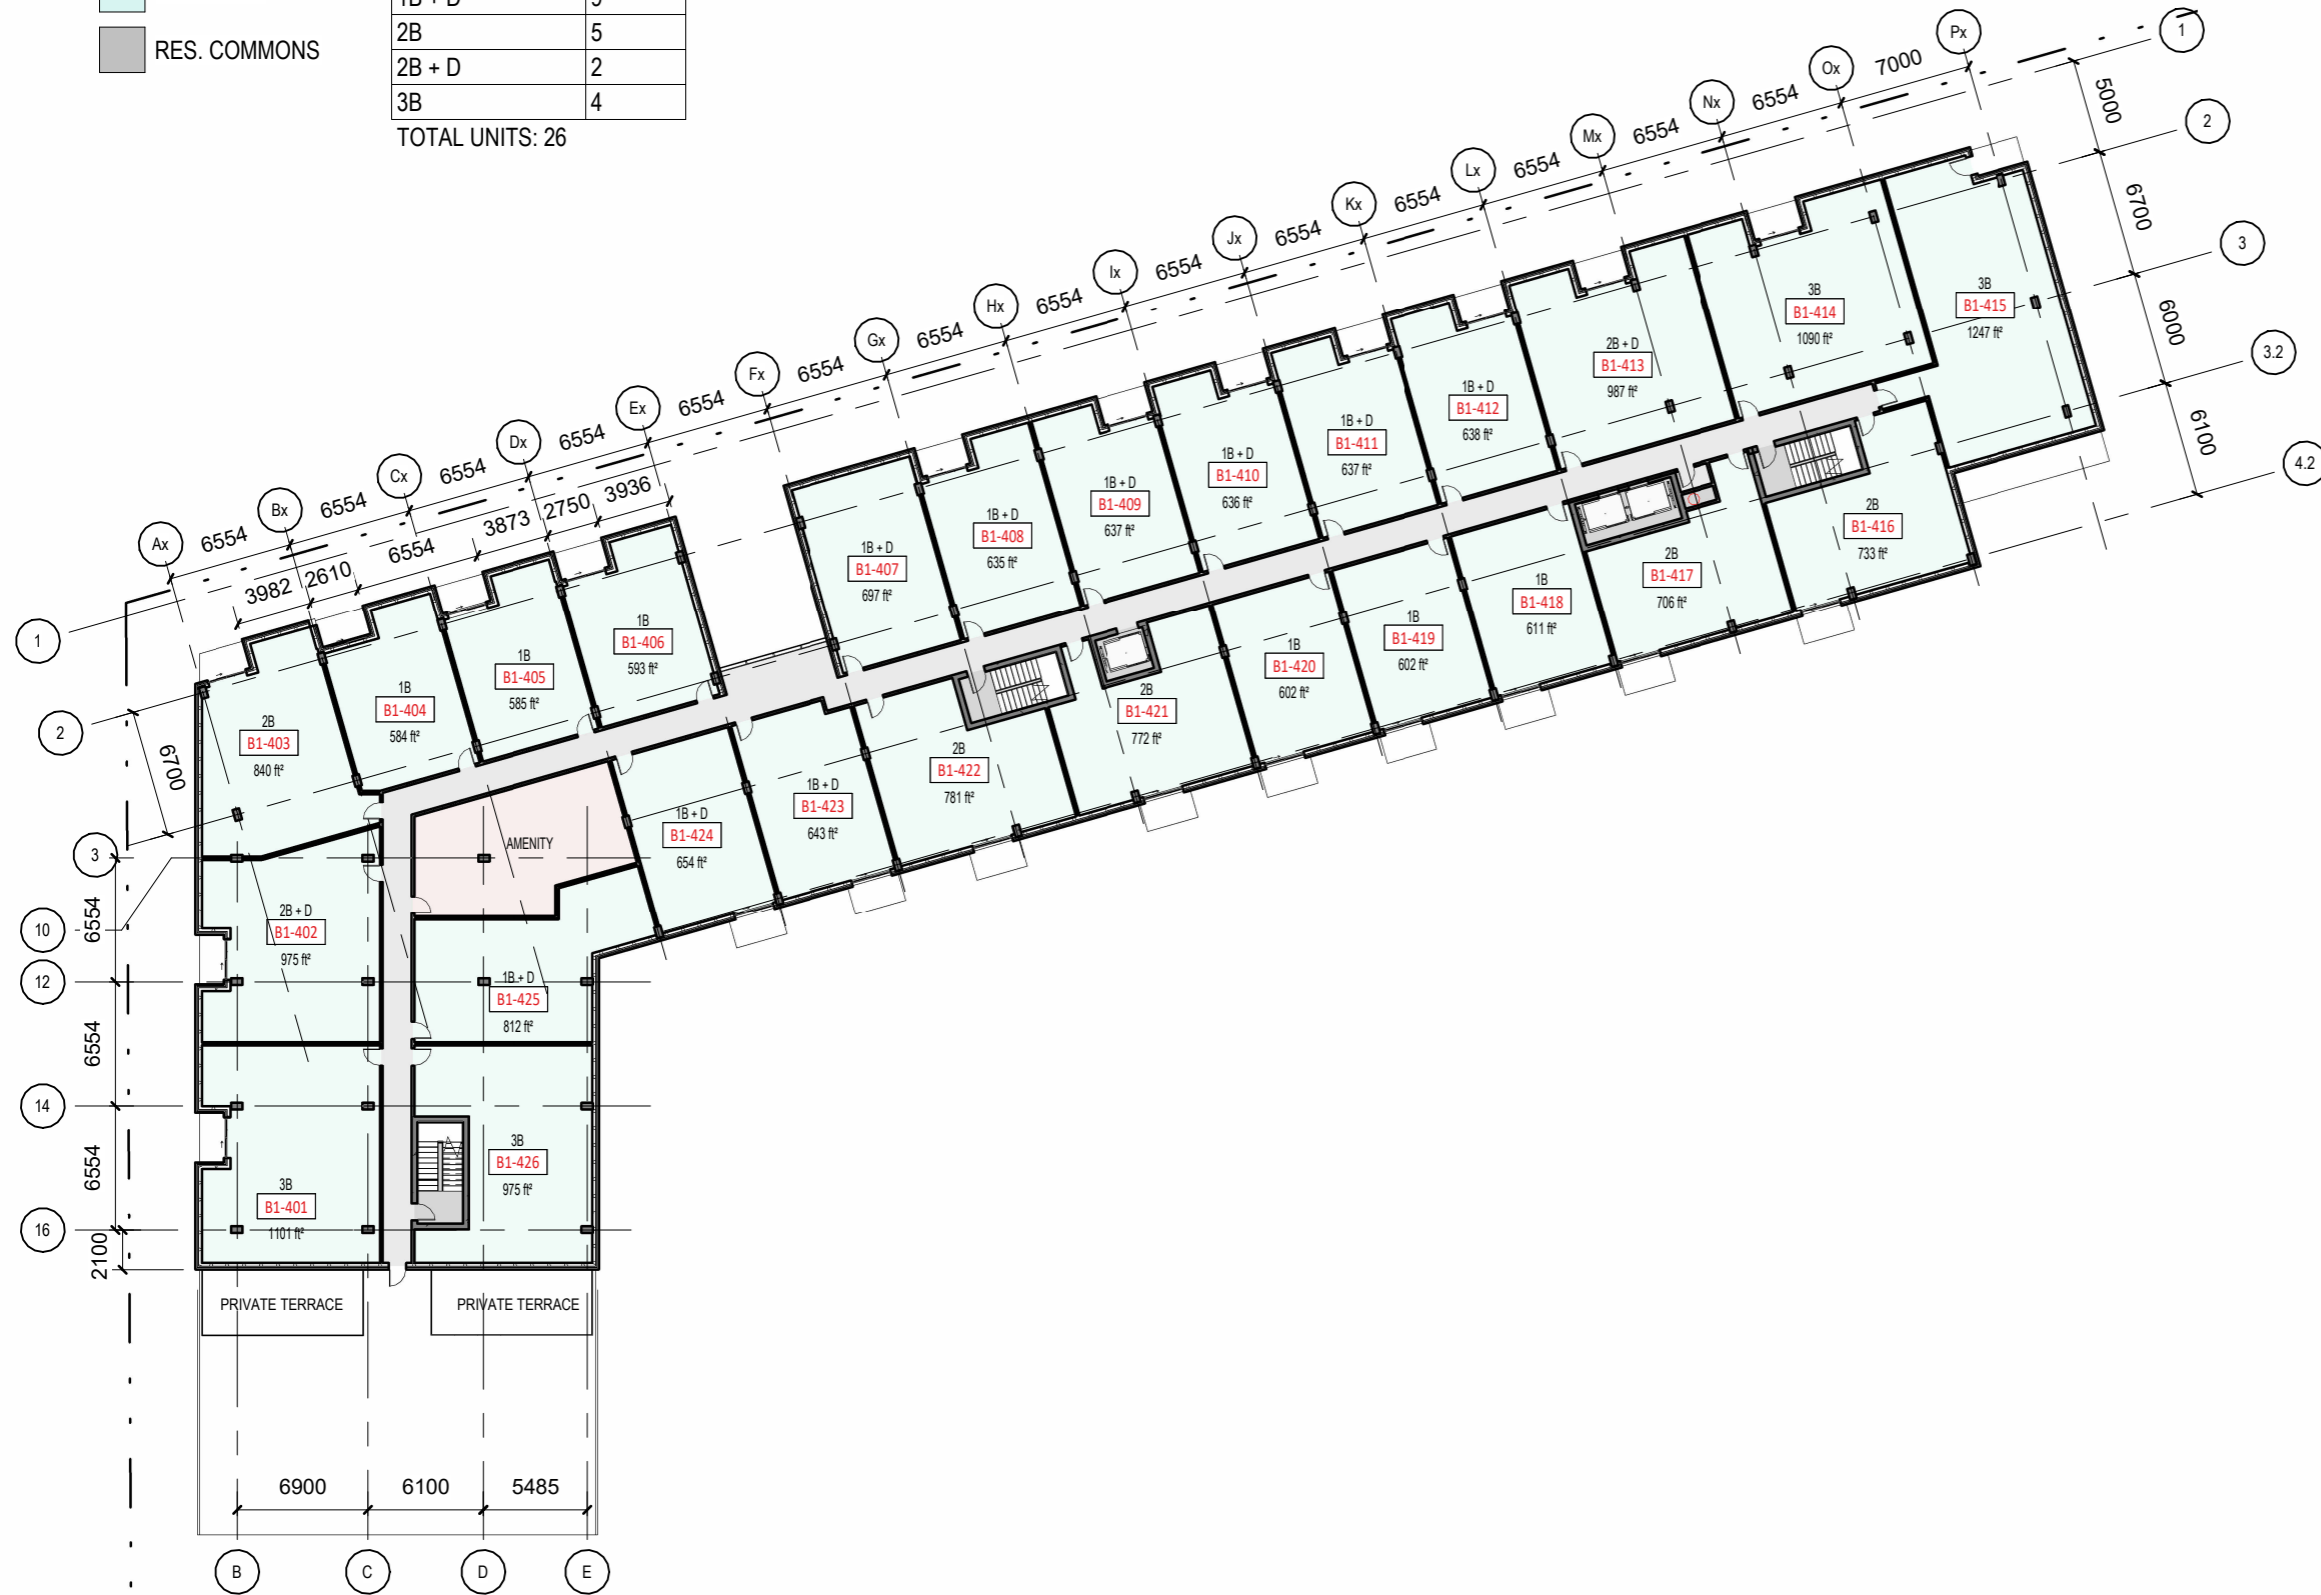 1B + D 9
RES. COMMONS
2B 5
2B + D 2
3B 4
TOTAL UNITS: 26
Ax
Bx
Cx
Dx
Ex
Fx
Gx
Hx
Ix
Jx
Kx
Lx
Mx
Nx
Ox
Px
6554
6554
6554
6554
6554
6554
6554
6554
6554
6554
6554
6554
6554
6554
7000
3982
2610
6554
3873
2750
3936
1
2
3
3.2
4.2
5000
6700
6000
6100
1
2
3
6700
10
12
14
16
6554
6554
6554
2100
2B
B1-403
840 ft²
1B
B1-404
584 ft²
1B
B1-405
585 ft²
1B
B1-406
593 ft²
1B + D
B1-407
697 ft²
1B + D
B1-408
635 ft²
1B + D
B1-409
637 ft²
1B + D
B1-410
636 ft²
1B + D
B1-411
637 ft²
1B + D
B1-412
638 ft²
2B + D
B1-413
987 ft²
3B
B1-414
1090 ft²
3B
B1-415
1247 ft²
2B
B1-416
733 ft²
2B
B1-417
706 ft²
1B
B1-418
611 ft²
1B
B1-419
602 ft²
1B
B1-420
602 ft²
2B
B1-421
772 ft²
2B
B1-422
781 ft²
1B + D
B1-423
643 ft²
1B + D
B1-424
654 ft²
AMENITY
2B + D
B1-402
975 ft²
1B + D
B1-425
812 ft²
3B
B1-426
975 ft²
3B
B1-401
1101 ft²
PRIVATE TERRACE
PRIVATE TERRACE
6900
6100
5485
B
C
D
E